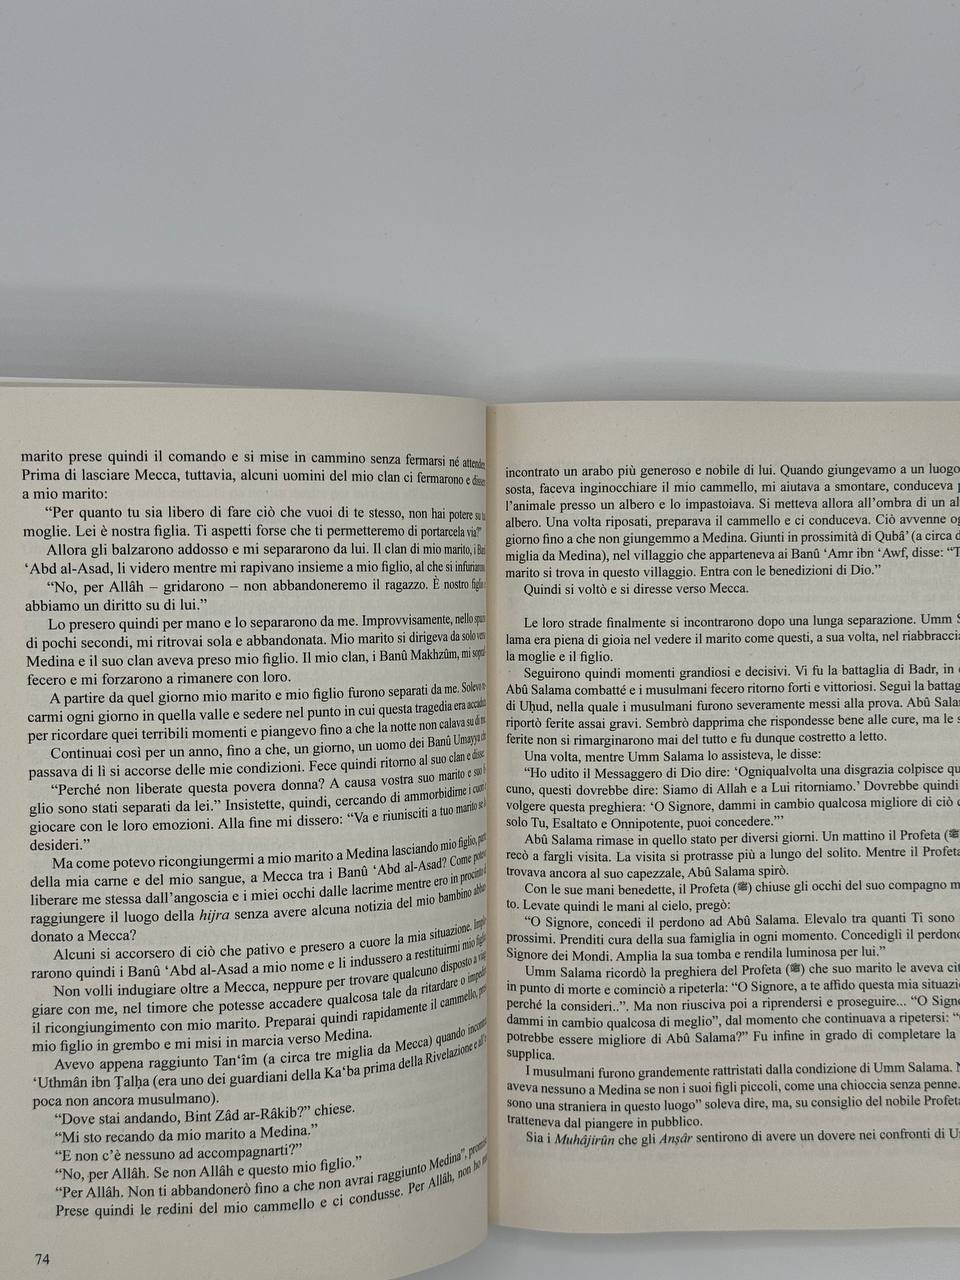 marito prese quindi il comando e si mise in cammino senza fermarsi né
Prima di lasciare Mecca, tuttavia, alcuni uomini del mio clan ci fermarono e
a mio marito:
“Per quanto tu sia libero di fare ciò che vuoi di te stesso, non hai potere su
moglie. Lei è nostra figlia. Ti aspetti forse che ti permetteremo di portarcela via?”
Allora gli balzarono addosso e mi separarono da lui. Il clan di mio marito, i
‘Abd al-Asad, li videro mentre mi rapivano insieme a mio figlio, al che si infuriarono.
“No, per Allâh – gridarono – non abbandoneremo il ragazzo. È nostro figlio
abbiamo un diritto su di lui.”
Lo presero quindi per mano e lo separarono da me. Improvvisamente, nello
di pochi secondi, mi ritrovai sola e abbandonata. Mio marito si dirigeva da solo
Medina e il suo clan aveva preso mio figlio. Il mio clan, i Banû Makhzûm, mi
fecero e mi forzarono a rimanere con loro.
A partire da quel giorno mio marito e mio figlio furono separati da me. Solevo
carmi ogni giorno in quella valle e sedere nel punto in cui questa tragedia era
per ricordare quei terribili momenti e piangevo fino a che la notte non calava su di
Continuai così per un anno, fino a che, un giorno, un uomo dei Banû Umayya
passava di lì si accorse delle mie condizioni. Fece quindi ritorno al suo clan e disse
“Perché non liberate questa povera donna? A causa vostra suo marito e suo
glio sono stati separati da lei.” Insistette, quindi, cercando di ammorbidirne i
giocare con le loro emozioni. Alla fine mi dissero: “Va e riunisciti a tuo marito se
desideri.”
Ma come potevo ricongiungermi a mio marito a Medina lasciando mio figlio,
della mia carne e del mio sangue, a Mecca tra i Banû ‘Abd al-Asad? Come
liberare me stessa dall’angoscia e i miei occhi dalle lacrime mentre ero in procinto
raggiungere il luogo della hijra senza avere alcuna notizia del mio bambino
donato a Mecca?
Alcuni si accorsero di ciò che pativo e presero a cuore la mia situazione.
rarono quindi i Banû ‘Abd al-Asad a mio nome e li indussero a restituirmi mio
Non volli indugiare oltre a Mecca, neppure per trovare qualcuno disposto a
giare con me, nel timore che potesse accadere qualcosa tale da ritardare o
il ricongiungimento con mio marito. Preparai quindi rapidamente il cammello,
mio figlio in grembo e mi misi in marcia verso Medina.
Avevo appena raggiunto Tan‘îm (a circa tre miglia da Mecca) quando
‘Uthmân ibn Ṭalḥa (era uno dei guardiani della Ka‘ba prima della Rivelazione e
poca non ancora musulmano).
“Dove stai andando, Bint Zâd ar-Râkib?” chiese.
“Mi sto recando da mio marito a Medina.”
“E non c’è nessuno ad accompagnarti?”
“No, per Allâh. Se non Allâh e questo mio figlio.”
“Per Allâh. Non ti abbandonerò fino a che non avrai raggiunto Medina”,
Prese quindi le redini del mio cammello e ci condusse. Per Allâh, non ho
74
incontrato un arabo più generoso e nobile di lui. Quando giungevamo a un luogo
sosta, faceva inginocchiare il mio cammello, mi aiutava a smontare, conduceva
l’animale presso un albero e lo impastoiava. Si metteva allora all’ombra di un
albero. Una volta riposati, preparava il cammello e ci conduceva. Ciò avvenne
giorno fino a che non giungemmo a Medina. Giunti in prossimità di Qubâ’ (a circa
miglia da Medina), nel villaggio che apparteneva ai Banû ‘Amr ibn ‘Awf, disse:
marito si trova in questo villaggio. Entra con le benedizioni di Dio.”
Quindi si voltò e si diresse verso Mecca.
Le loro strade finalmente si incontrarono dopo una lunga separazione. Umm
lama era piena di gioia nel vedere il marito come questi, a sua volta, nel
la moglie e il figlio.
Seguirono quindi momenti grandiosi e decisivi. Vi fu la battaglia di Badr, in
Abû Salama combatté e i musulmani fecero ritorno forti e vittoriosi. Seguì la
di Uḥud, nella quale i musulmani furono severamente messi alla prova. Abû
riportò ferite assai gravi. Sembrò dapprima che rispondesse bene alle cure, ma le
ferite non si rimarginarono mai del tutto e fu dunque costretto a letto.
Una volta, mentre Umm Salama lo assisteva, le disse:
“Ho udito il Messaggero di Dio dire: ‘Ogniqualvolta una disgrazia colpisce
cuno, questi dovrebbe dire: Siamo di Allah e a Lui ritorniamo.’ Dovrebbe quindi
volgere questa preghiera: ‘O Signore, dammi in cambio qualcosa migliore di ciò
solo Tu, Esaltato e Onnipotente, puoi concedere.”’
Abû Salama rimase in quello stato per diversi giorni. Un mattino il Profeta (ﷺ
recò a fargli visita. La visita si protrasse più a lungo del solito. Mentre il Profeta
trovava ancora al suo capezzale, Abû Salama spirò.
Con le sue mani benedette, il Profeta (ﷺ) chiuse gli occhi del suo compagno
to. Levate quindi le mani al cielo, pregò:
“O Signore, concedi il perdono ad Abû Salama. Elevalo tra quanti Ti sono
prossimi. Prenditi cura della sua famiglia in ogni momento. Concedigli il perdono
Signore dei Mondi. Amplia la sua tomba e rendila luminosa per lui.”
Umm Salama ricordò la preghiera del Profeta (ﷺ) che suo marito le aveva
in punto di morte e cominciò a ripeterla: “O Signore, a te affido questa mia
perché la consideri..”. Ma non riusciva poi a riprendersi e proseguire... “O
dammi in cambio qualcosa di meglio”, dal momento che continuava a ripetersi:
potrebbe essere migliore di Abû Salama?” Fu infine in grado di completare la
supplica.
I musulmani furono grandemente rattristati dalla condizione di Umm Salama.
aveva nessuno a Medina se non i suoi figli piccoli, come una chioccia senza penne.
sono una straniera in questo luogo” soleva dire, ma, su consiglio del nobile
tratteneva dal piangere in pubblico.
Sia i Muhâjirûn che gli Anṣâr sentirono di avere un dovere nei confronti di